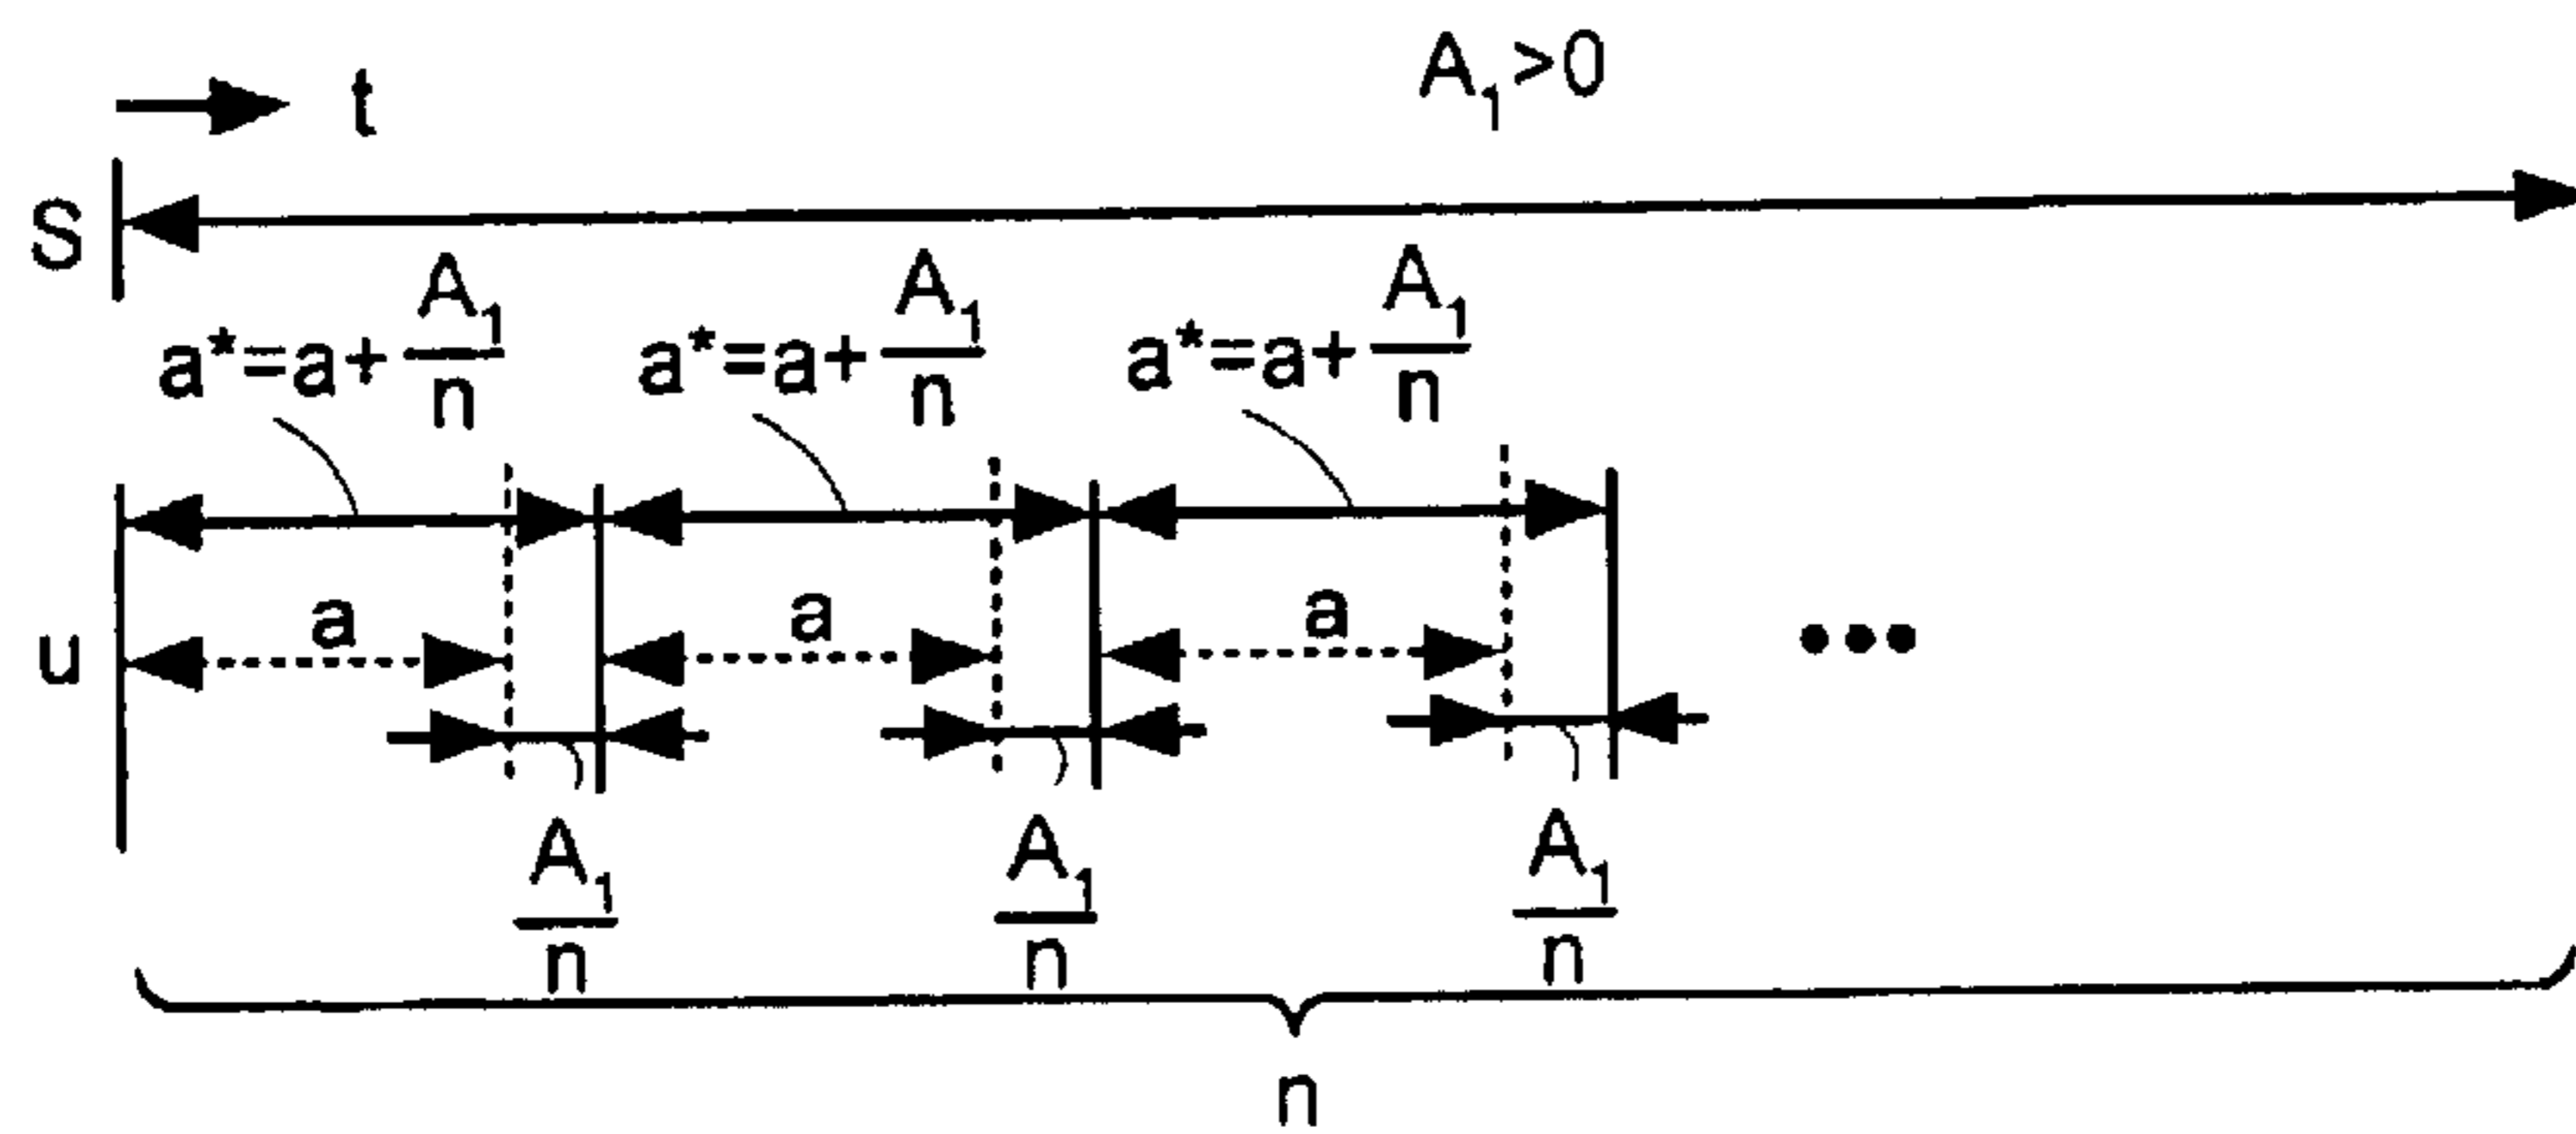 t
A₁>0
S
a*=a+A₁/n a*=a+A₁/n a*=a+A₁/n
u
a a a
•••
A₁/n A₁/n A₁/n
n